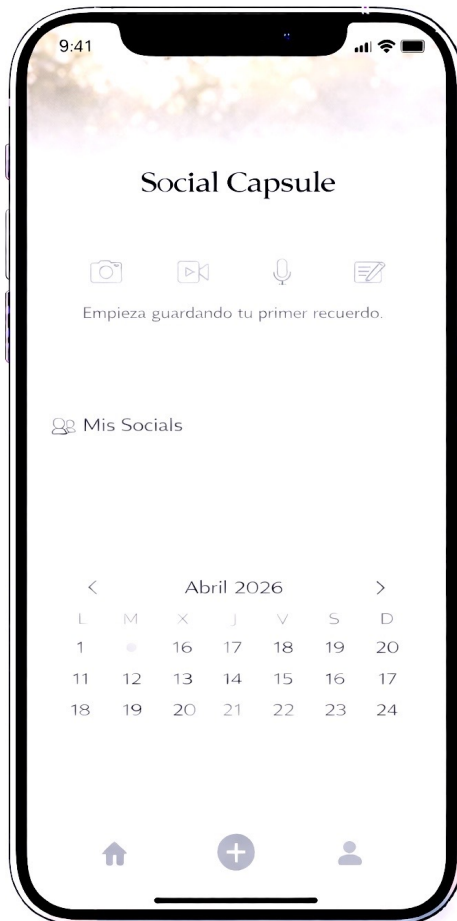 9:41
Social Capsule
Empieza guardando tu primer recuerdo.
Mis Socials
< Abril 2026 >
L M X J V S D
1 16 17 18 19 20
11 12 13 14 15 16 17
18 19 20 21 22 23 24